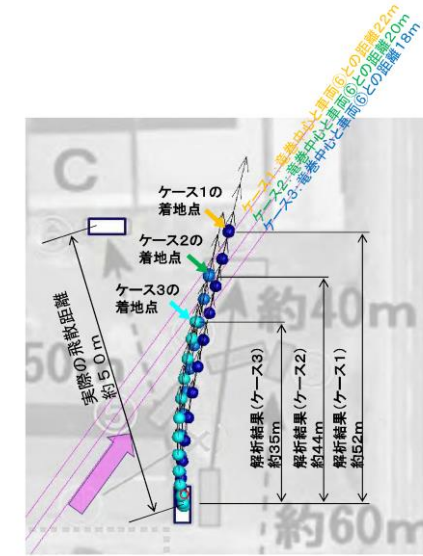 ケース1:竜巻中心と車両⑥との距離22m
ケース2:竜巻中心と車両⑥との距離20m
ケース3:竜巻中心と車両⑥との距離18m
C
ケース1の
着地点
ケース2の
着地点
ケース3の
着地点
実際の飛散距離
約50m
50m
約40m
解析結果(ケース3)
約35m
解析結果(ケース2)
約44m
解析結果(ケース1)
約52m
約60m